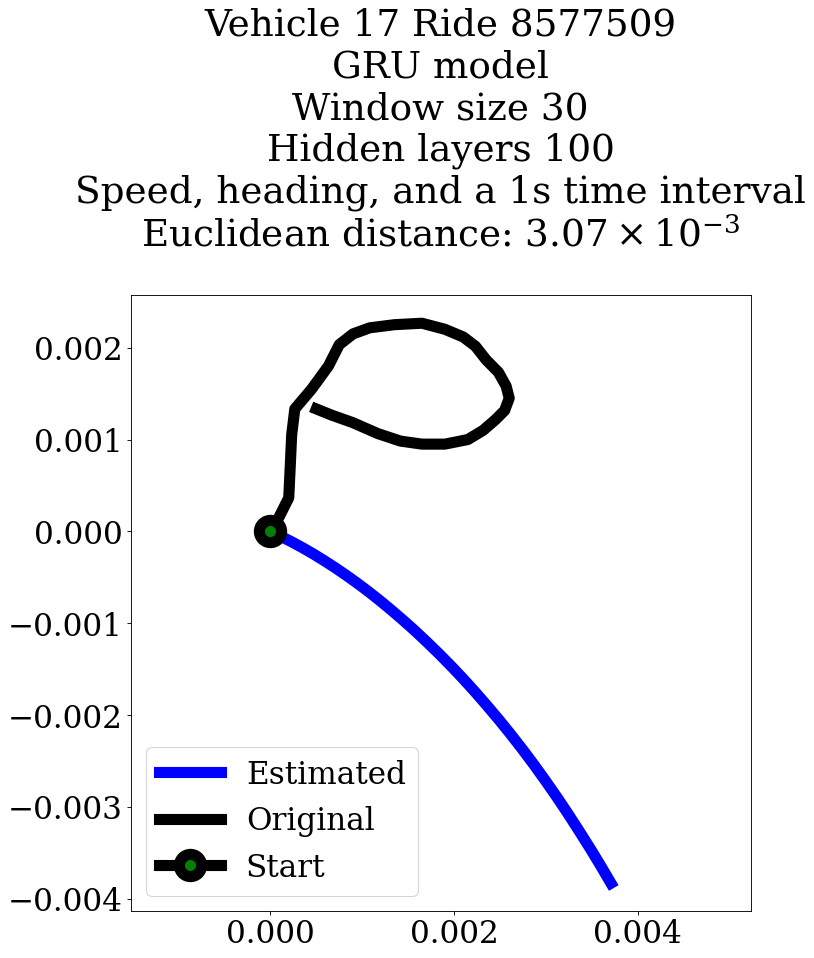 Vehicle 17 Ride 8577509
GRU model
Window size 30
Hidden layers 100
Speed, heading, and a 1s time interval
Euclidean distance: 3.07 × 10⁻³
0.002
0.001
0.000
−0.001
−0.002
−0.003
−0.004
Estimated
Original
Start
0.000 0.002 0.004